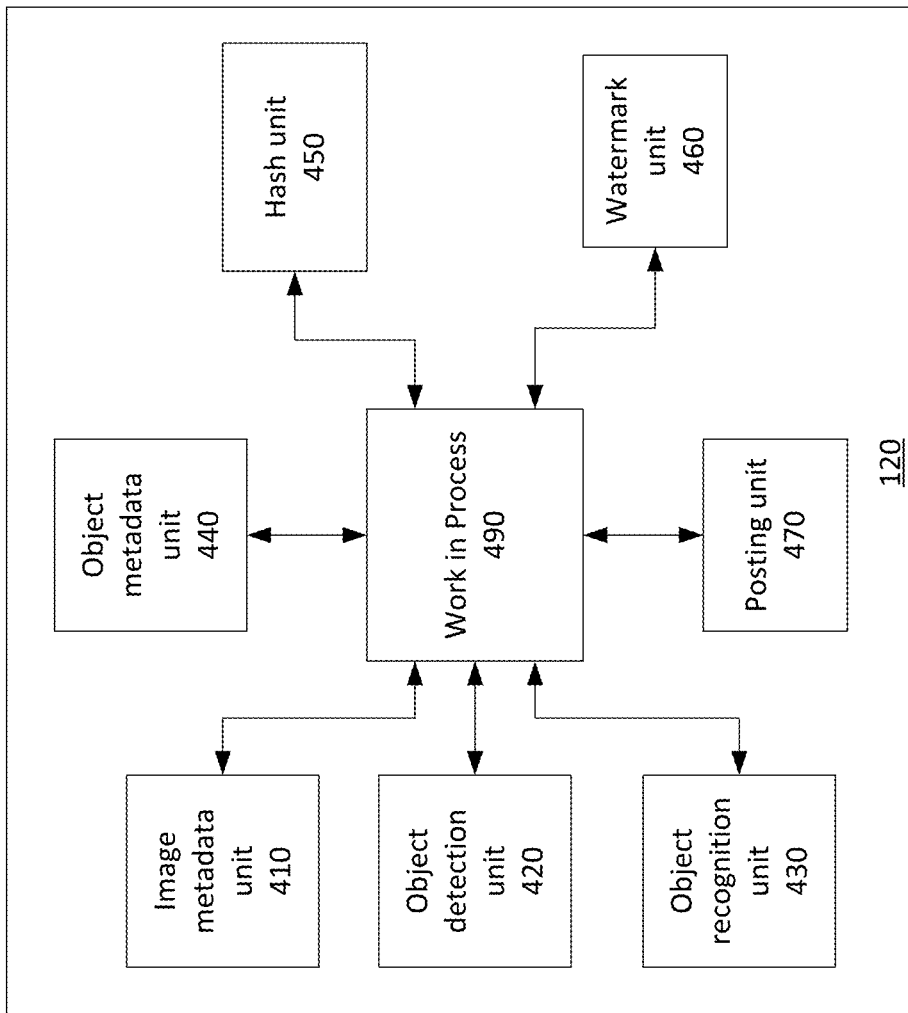 Image
metadata
unit
410
Object
detection
unit
420
Object
recognition
unit
430
Object
metadata
unit
440
Work in Process
490
Posting unit
470
Hash unit
450
Watermark
unit
460
120